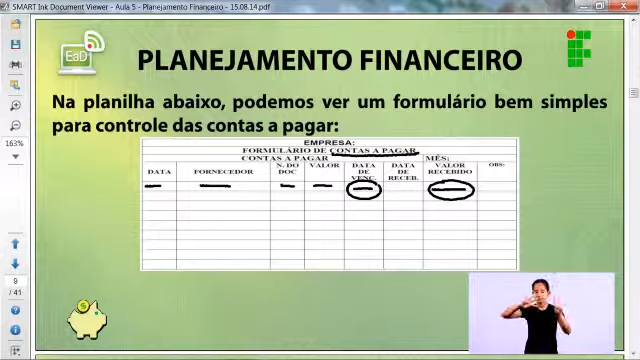 SMART Ink Document Viewer - Aula 5 - Planejamento Financeiro - 15.08.14.pdf
EaD
PLANEJAMENTO FINANCEIRO
Na planilha abaixo, podemos ver um formulário bem simples
para controle das contas a pagar:
EMPRESA:
FORMULÁRIO DE CONTAS A PAGAR
CONTAS A PAGAR MÊS:
DATA FORNECEDOR N. DO DOC VALOR DATA DE VENC. DATA DE RECEB. VALOR RECEBIDO OBS:
163%
9
/ 41
$